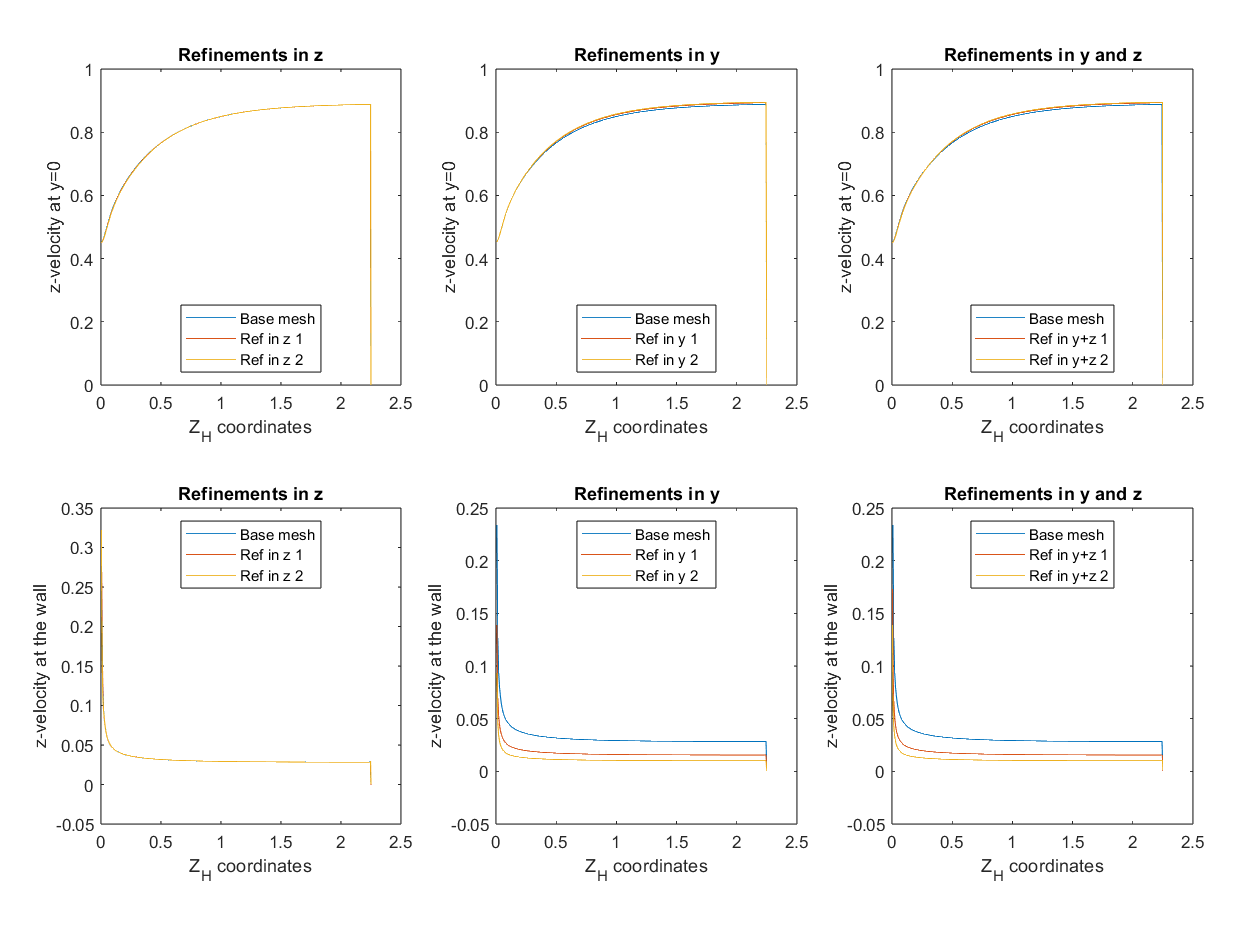 Refinements in z
1
0.8
0.6
0.4
0.2
0
z-velocity at y=0
Base mesh
Ref in z 1
Ref in z 2
0 0.5 1 1.5 2 2.5
Z_H coordinates
Refinements in y
1
0.8
0.6
0.4
0.2
0
z-velocity at y=0
Base mesh
Ref in y 1
Ref in y 2
0 0.5 1 1.5 2 2.5
Z_H coordinates
Refinements in y and z
1
0.8
0.6
0.4
0.2
0
z-velocity at y=0
Base mesh
Ref in y+z 1
Ref in y+z 2
0 0.5 1 1.5 2 2.5
Z_H coordinates
Refinements in z
0.35
0.3
0.25
0.2
0.15
0.1
0.05
0
-0.05
z-velocity at the wall
Base mesh
Ref in z 1
Ref in z 2
0 0.5 1 1.5 2 2.5
Z_H coordinates
Refinements in y
0.25
0.2
0.15
0.1
0.05
0
-0.05
z-velocity at the wall
Base mesh
Ref in y 1
Ref in y 2
0 0.5 1 1.5 2 2.5
Z_H coordinates
Refinements in y and z
0.25
0.2
0.15
0.1
0.05
0
-0.05
z-velocity at the wall
Base mesh
Ref in y+z 1
Ref in y+z 2
0 0.5 1 1.5 2 2.5
Z_H coordinates